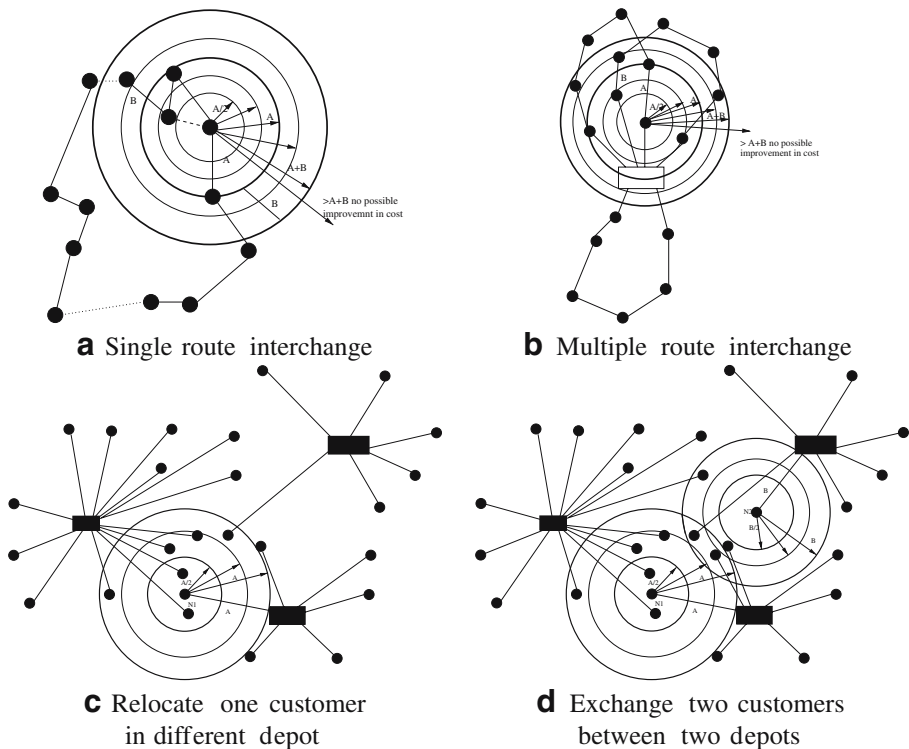 A/2
A
B
A
A+B
B
>A+B no possible
improvemnt in cost
B
A
A/2
A
A+B
> A+B no possible
improvement in cost
a Single route interchange
b Multiple route interchange
A/2
A
N1
A
B
N2
B/2
B
A/2
A
N1
A
c Relocate one customer
in different depot
d Exchange two customers
between two depots